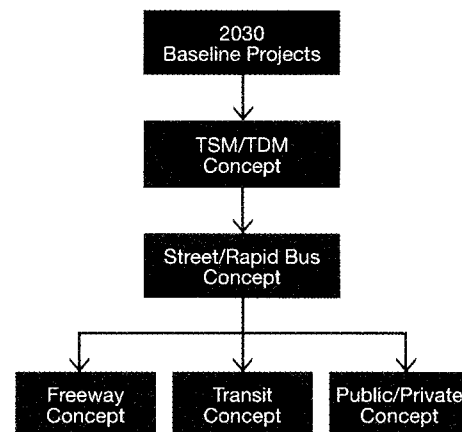 2030
Baseline Projects
TSM/TDM
Concept
Street/Rapid Bus
Concept
Freeway
Concept
Transit
Concept
Public/Private
Concept